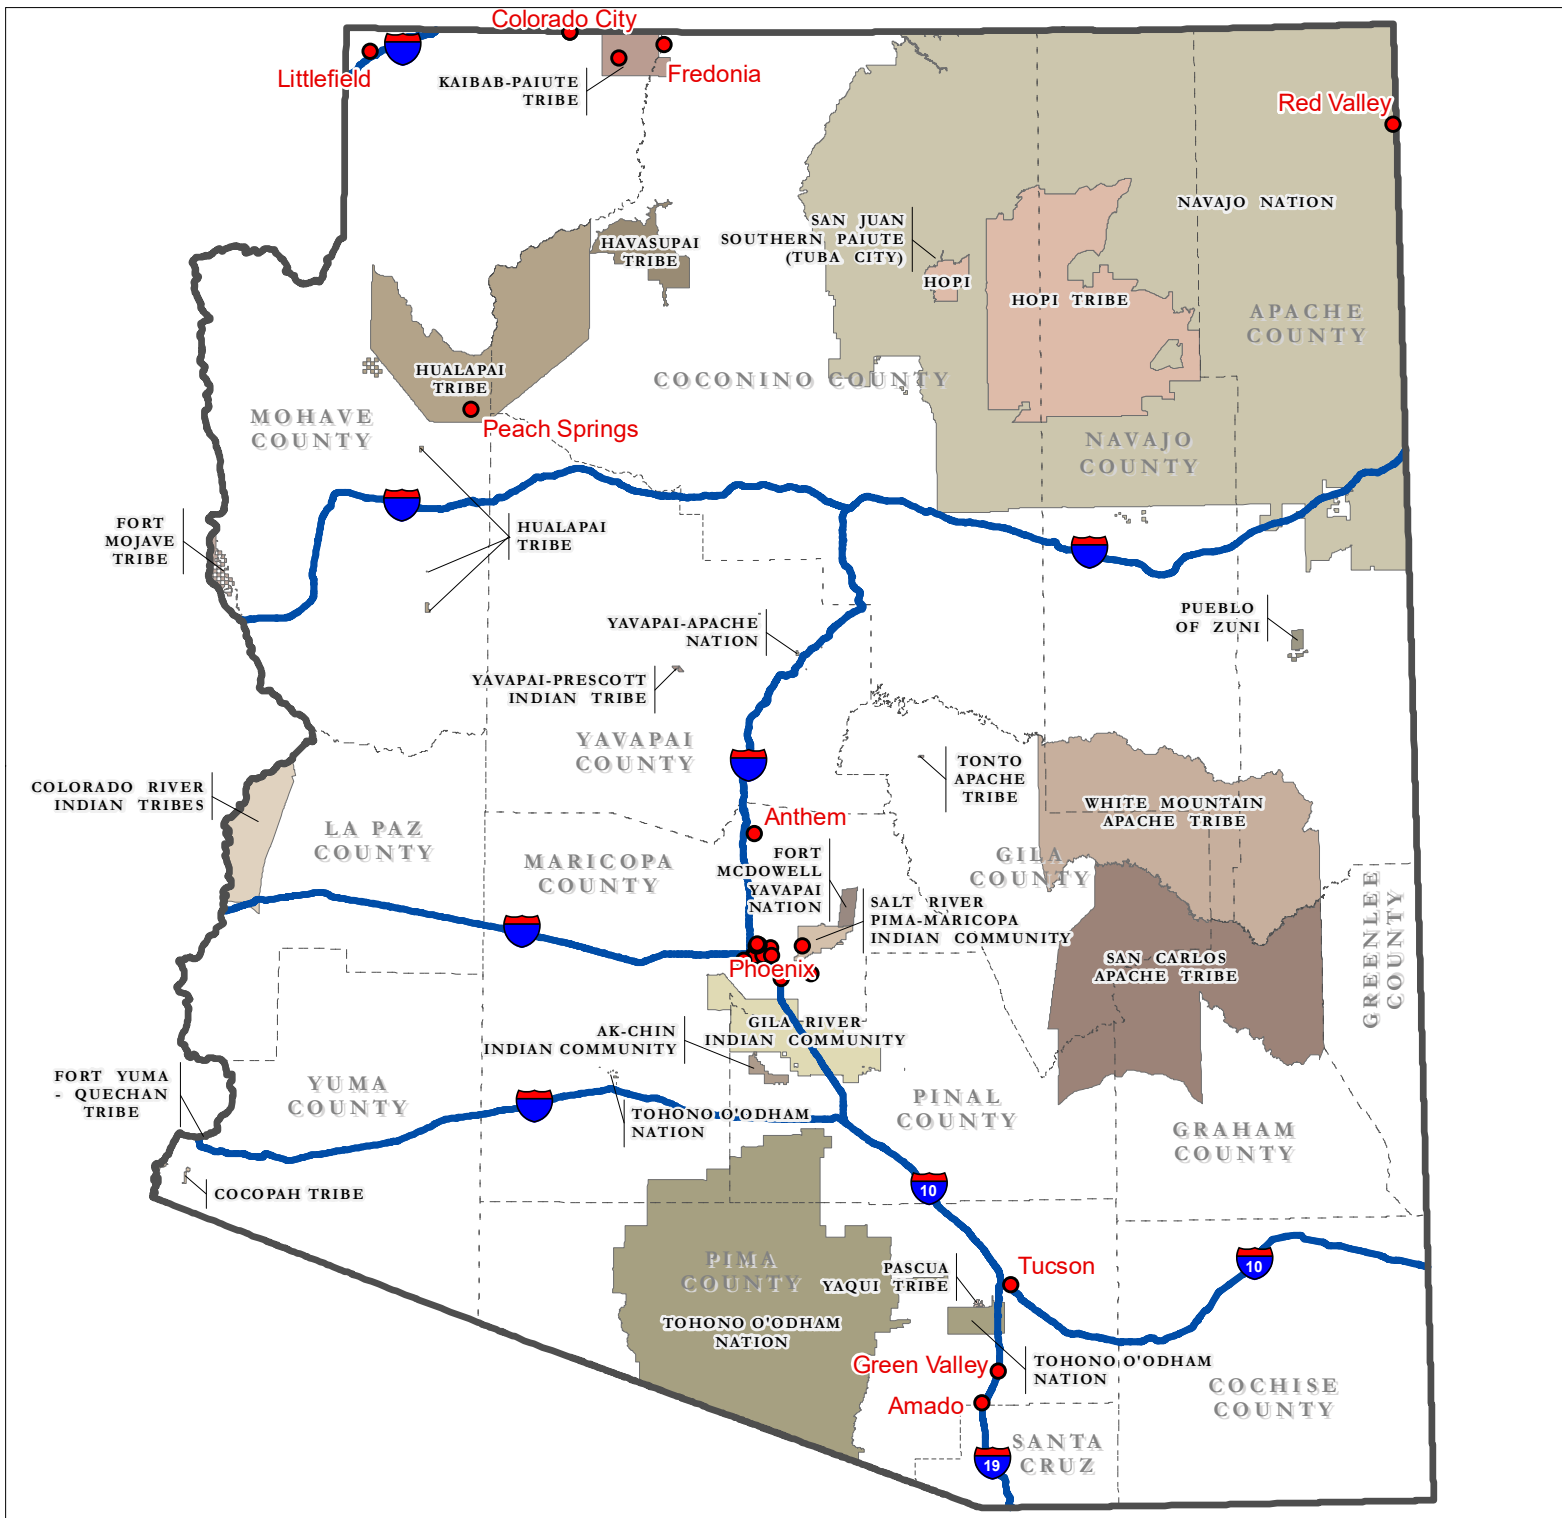 Colorado City
Littlefield
KAIBAB-PAIUTE
TRIBE
Fredonia
Red Valley
NAVAJO NATION
SAN JUAN
SOUTHERN PAIUTE
(TUBA CITY)
HAVASUPAI
TRIBE
HOPI
HOPI TRIBE
APACHE
COUNTY
HUALAPAI
TRIBE
COCONINO COUNTY
MOHAVE
COUNTY
Peach Springs
NAVAJO
COUNTY
FORT
MOJAVE
TRIBE
HUALAPAI
TRIBE
PUEBLO
OF ZUNI
YAVAPAI-APACHE
NATION
YAVAPAI-PRESCOTT
INDIAN TRIBE
YAVAPAI
COUNTY
TONTO
APACHE
TRIBE
COLORADO RIVER
INDIAN TRIBES
WHITE MOUNTAIN
APACHE TRIBE
Anthem
LA PAZ
COUNTY
MARICOPA
COUNTY
FORT
MCDOWELL
YAVAPAI
NATION
GILA
COUNTY
SALT RIVER
PIMA-MARICOPA
INDIAN COMMUNITY
GREENLEE
COUNTY
SAN CARLOS
APACHE TRIBE
Phoenix
GILA RIVER
INDIAN COMMUNITY
AK-CHIN
INDIAN COMMUNITY
FORT YUMA
- QUECHAN
TRIBE
YUMA
COUNTY
TOHONO O'ODHAM
NATION
PINAL
COUNTY
GRAHAM
COUNTY
COCOPAH TRIBE
10
PIMA
COUNTY
PASCUA
YAQUI TRIBE
Tucson
10
TOHONO O'ODHAM
NATION
Green Valley
TOHONO O'ODHAM
NATION
Amado
COCHISE
COUNTY
SANTA
CRUZ
19